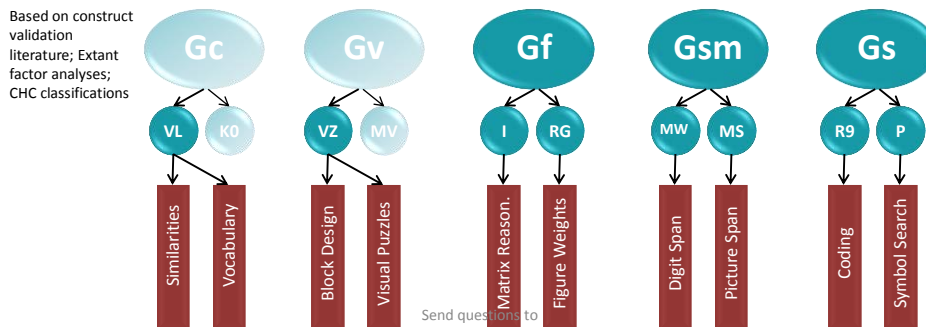 Based on construct
validation
literature; Extant
factor analyses;
CHC classifications
Gc
Gv
Gf
Gsm
Gs
VL
K0
VZ
MV
I
RG
MW
MS
R9
P
Similarities
Vocabulary
Block Design
Visual Puzzles
Matrix Reason.
Figure Weights
Digit Span
Picture Span
Coding
Symbol Search
Send questions to